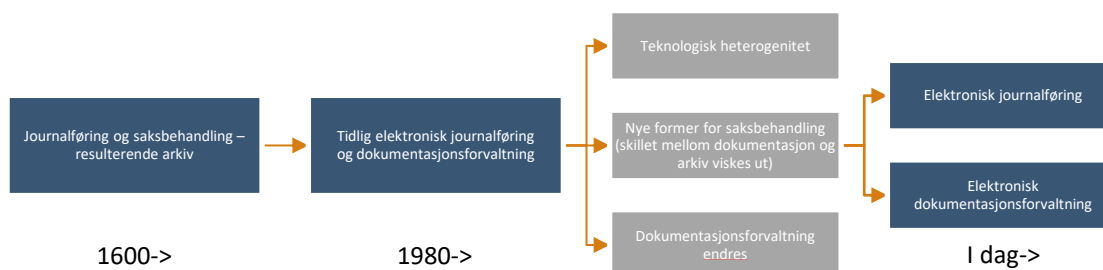 Journalføring og saksbehandling –
resulterende arkiv
1600->
Tidlig elektronisk journalføring
og dokumentasjonsforvaltning
1980->
Teknologisk heterogenitet
Nye former for saksbehandling
(skillet mellom dokumentasjon og
arkiv viskes ut)
Dokumentasjonsforvaltning
endres
Elektronisk journalføring
Elektronisk
dokumentasjonsforvaltning
I dag->